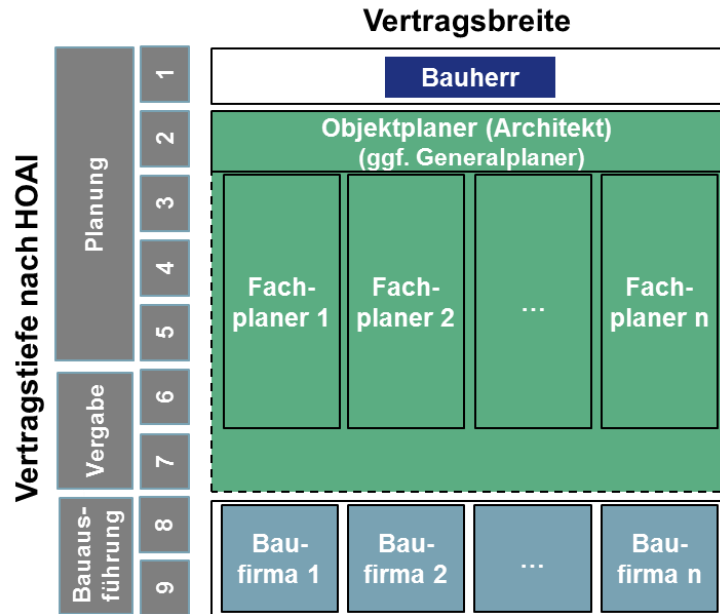 Vertragsbreite
Vertragstiefe nach HOAI
Planung
Vergabe
Bauaus-
führung
1
2
3
4
5
6
7
8
9
Bauherr
Objektplaner (Architekt)
(ggf. Generalplaner)
Fach-
planer 1
Fach-
planer 2
...
Fach-
planer n
Bau-
firma 1
Bau-
firma 2
...
Bau-
firma n